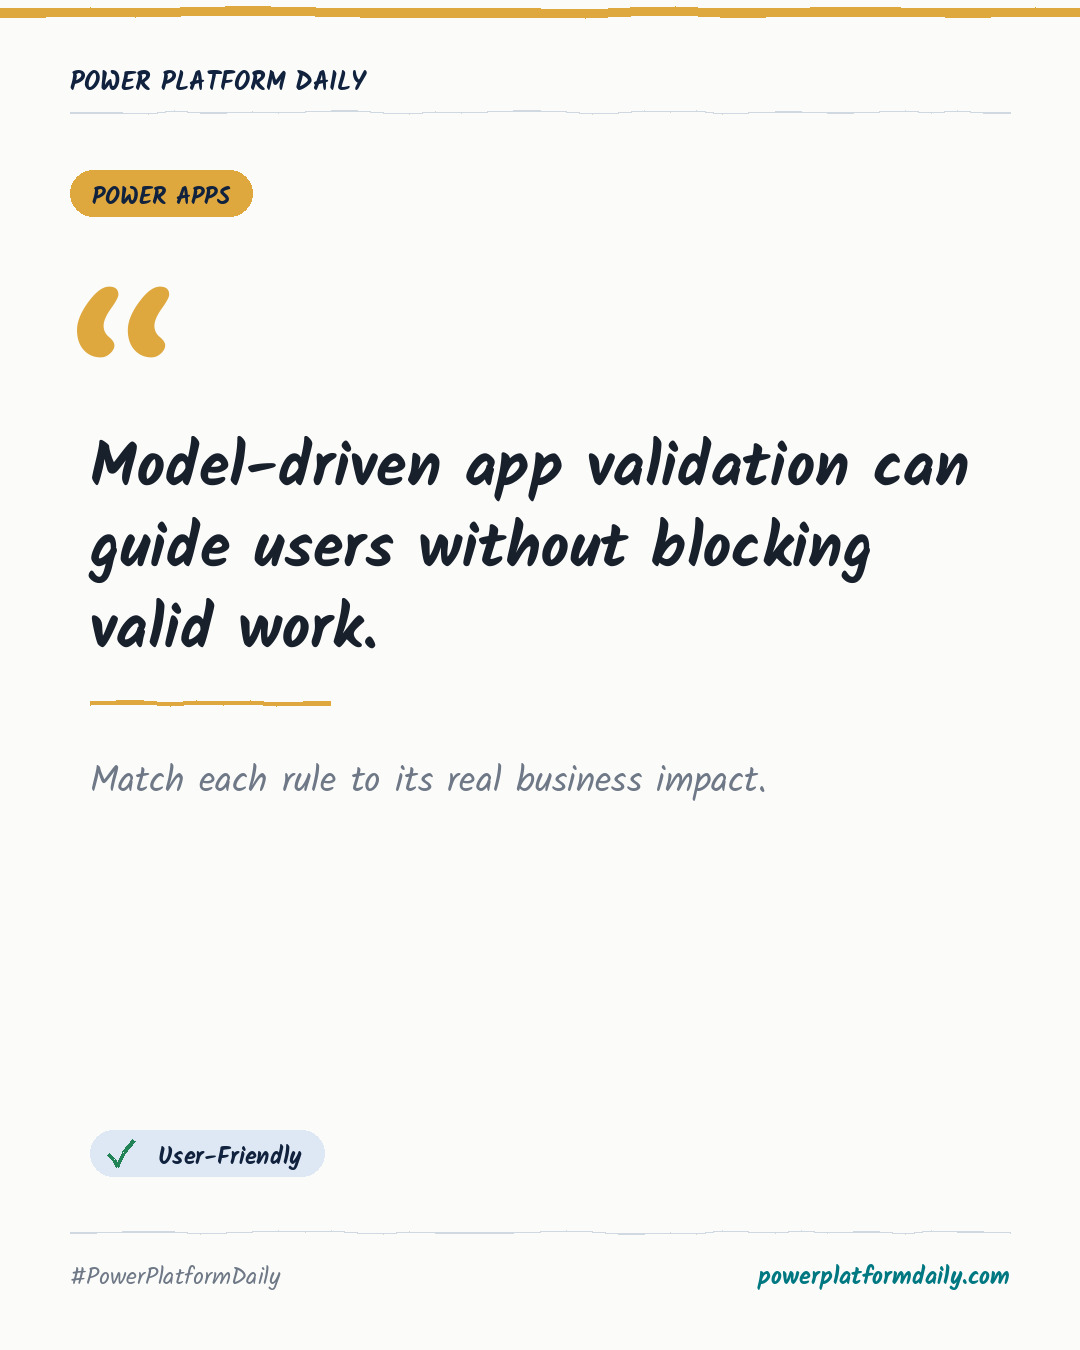 POWER PLATFORM DAILY
POWER APPS
“
Model-driven app validation can
guide users without blocking
valid work.
Match each rule to its real business impact.
✓ User-Friendly
#PowerPlatformDaily
powerplatformdaily.com